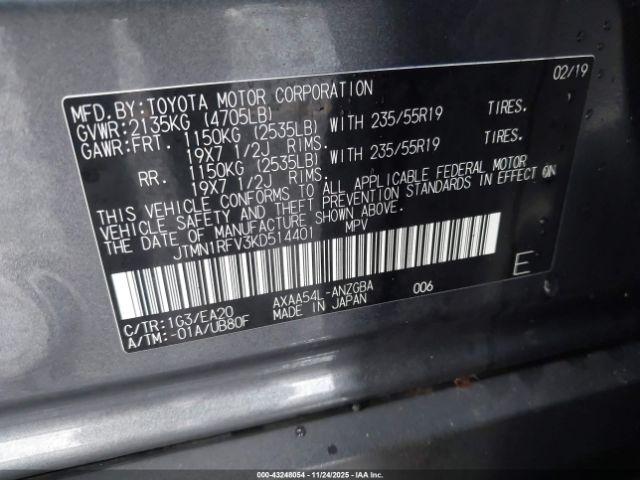 MFD. BY: TOYOTA MOTOR CORPORATION 02/19
GVWR: 2135KG (4705LB)
GAWR: FRT. 1150KG (2535LB) WITH 235/55R19 TIRES.
19X7 1/2J RIMS.
RR. 1150KG (2535LB) WITH 235/55R19 TIRES.
19X7 1/2J RIMS.
THIS VEHICLE CONFORMS TO ALL APPLICABLE FEDERAL MOTOR
VEHICLE SAFETY AND THEFT PREVENTION STANDARDS IN EFFECT ON
THE DATE OF MANUFACTURE SHOWN ABOVE.
JTMN1RFV3KD514401 MPV
C/TR: 1G3/EA20 AXAA54L-ANZGBA 006 E
A/TM: -01A/UB80F MADE IN JAPAN
000-43248054 - 11/24/2025 - IAA Inc.